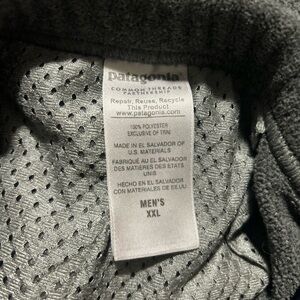 patagonia
COMMON THREADS
PARTNERSHIP
Repair, Reuse, Recycle
This Product
www.patagonia.com
100% POLYESTER
EXCLUSIVE OF TRIM
MADE IN EL SALVADOR OF
U.S. MATERIALS
FABRIQUÉ AU EL SALVADOR
DES MATIÈRES DES ETATS
UNIS
HECHO EN EL SALVADOR
CON MATERIALES DE EE.UU.
MEN'S
XXL